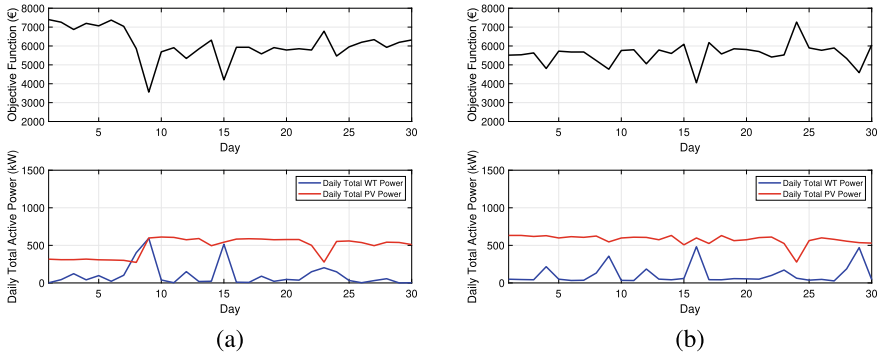 8000
7000
6000
5000
4000
3000
2000
Objective Function (€)
5 10 15 20 25 30
Day
1500
1000
500
0
Daily Total Active Power (kW)
Daily Total WT Power
Daily Total PV Power
5 10 15 20 25 30
Day
(a)
8000
7000
6000
5000
4000
3000
2000
Objective Function (€)
5 10 15 20 25 30
Day
1500
1000
500
0
Daily Total Active Power (kW)
Daily Total WT Power
Daily Total PV Power
5 10 15 20 25 30
Day
(b)